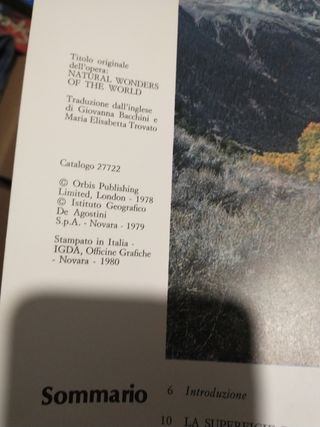 Titolo originale
dell'opera:
NATURAL WONDERS
OF THE WORLD
Traduzione dall'inglese
di Giovanna Bacchini e
Maria Elisabetta Trovato
Catalogo 27722
© Orbis Publishing
Limited, London - 1978
© Istituto Geografico
De Agostini
S.p.A. - Novara - 1979
Stampato in Italia -
IGDA, Officine Grafiche
- Novara - 1980
Sommario
6 Introduzione
10 LA SUPERFICIE